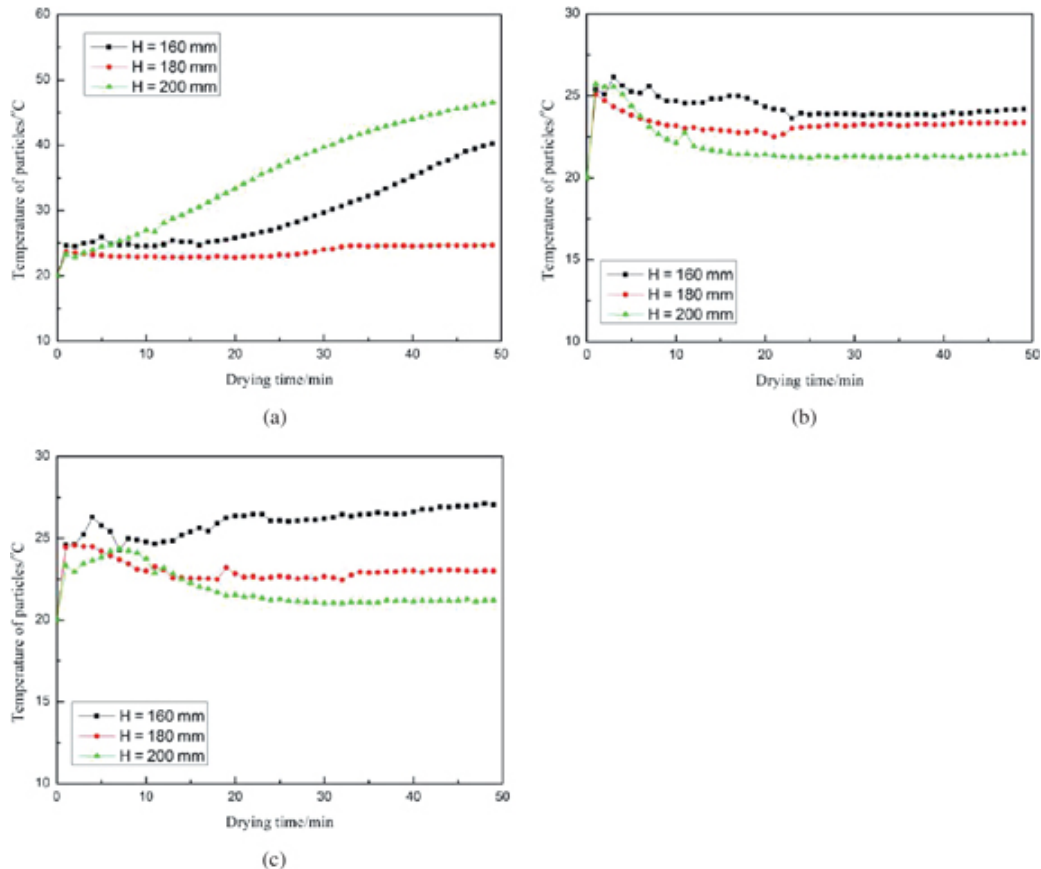 60
50
40
30
20
10
Temperature of particles/°C
H = 160 mm
H = 180 mm
H = 200 mm
0 10 20 30 40 50
Drying time/min
(a)
30
25
20
15
10
Temperature of particles/°C
H = 160 mm
H = 180 mm
H = 200 mm
0 10 20 30 40 50
Drying time/min
(b)
30
25
20
15
10
Temperature of particles/°C
H = 160 mm
H = 180 mm
H = 200 mm
0 10 20 30 40 50
Drying time/min
(c)